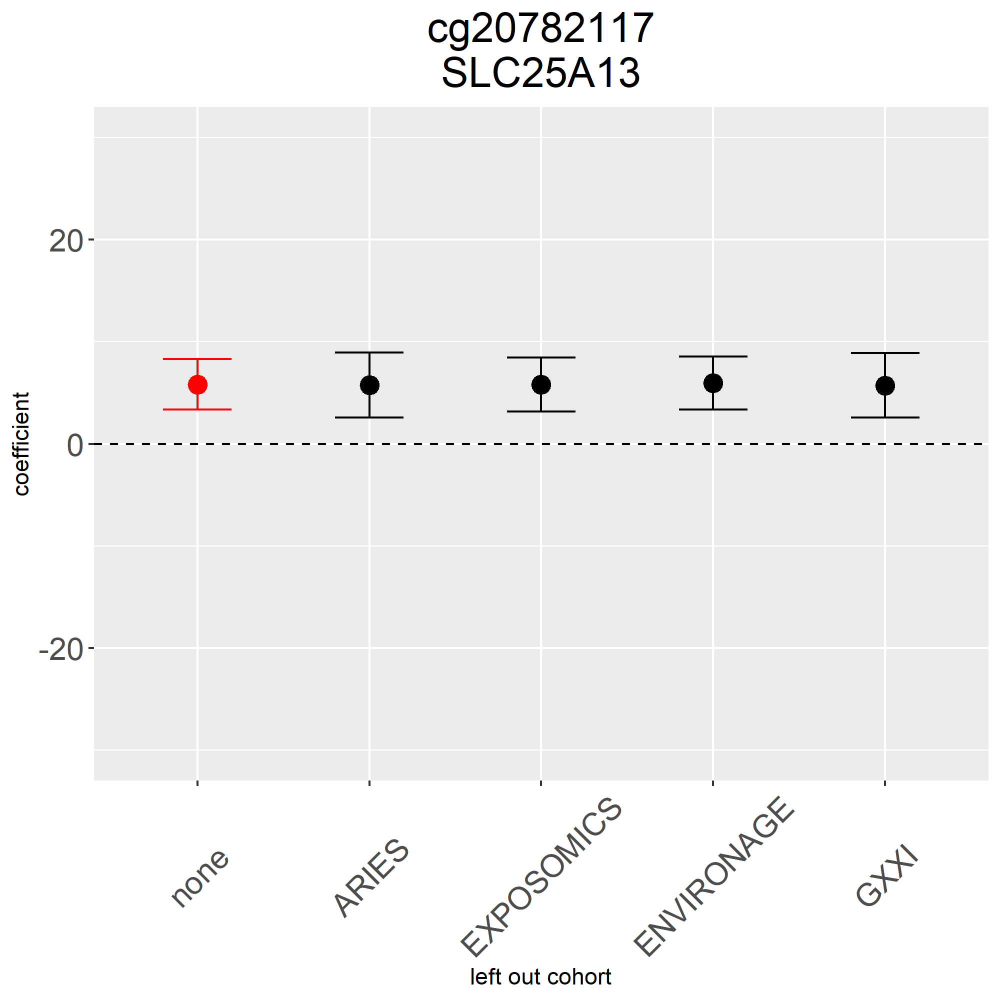 cg20782117
SLC25A13
coefficient
20
0
-20
none
ARIES
EXPOSOMICS
ENVIRONAGE
GXXI
left out cohort